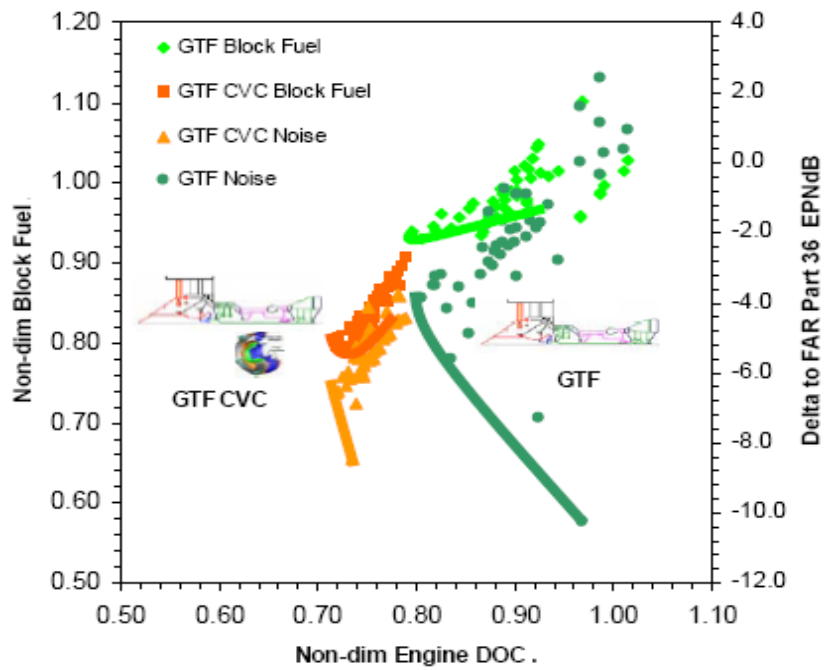 1.20
1.10
1.00
0.90
0.80
0.70
0.60
0.50
Non-dim Block Fuel .
GTF Block Fuel
GTF CVC Block Fuel
GTF CVC Noise
GTF Noise
GTF CVC
GTF
4.0
2.0
0.0
-2.0
-4.0
-6.0
-8.0
-10.0
-12.0
Delta to FAR Part 36 EPNdB
0.50 0.60 0.70 0.80 0.90 1.00 1.10
Non-dim Engine DOC .